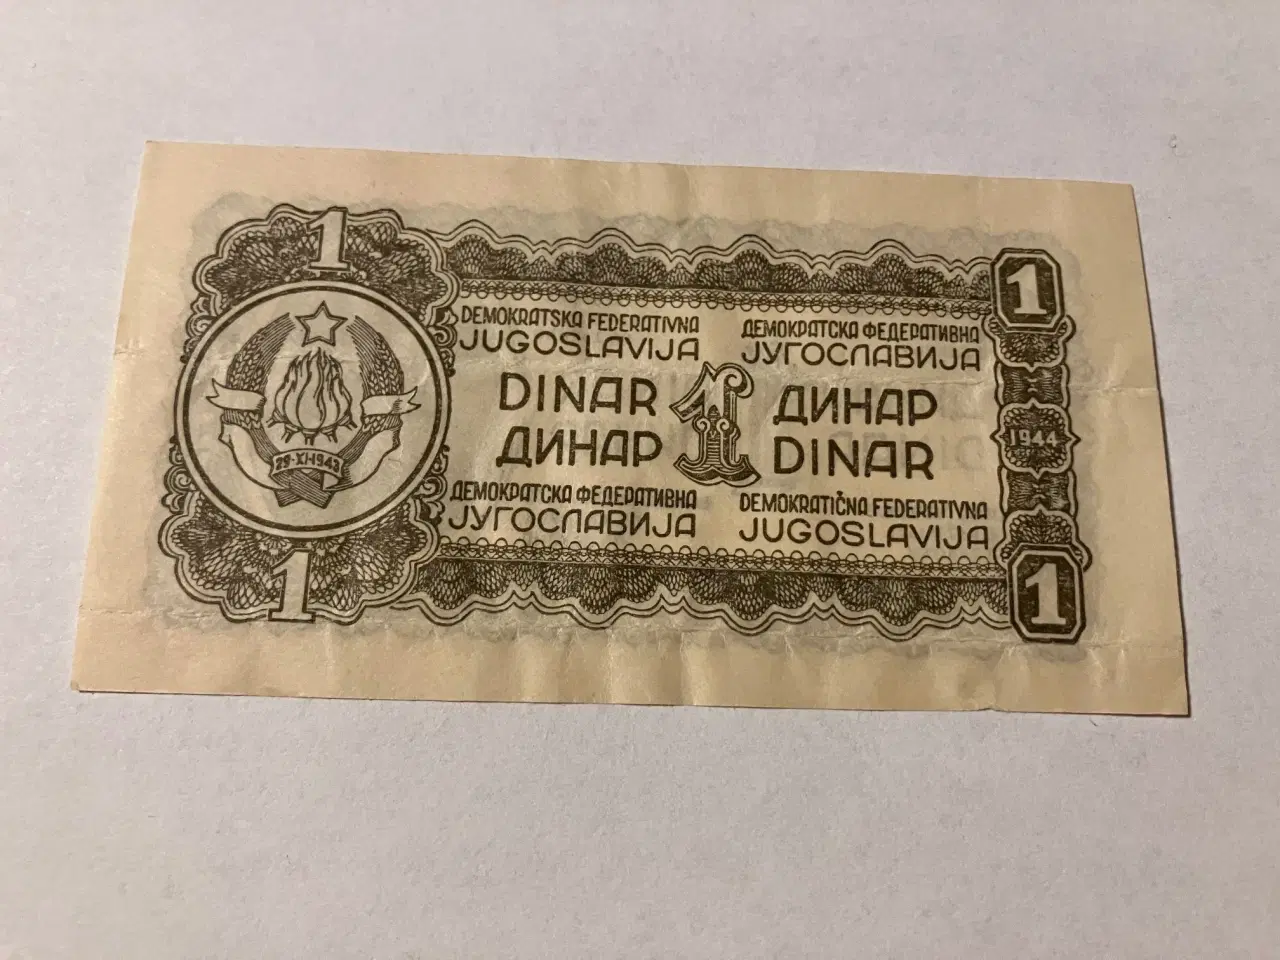 1
1
DEMOKRATSKA FEDERATIVNA
JUGOSLAVIJA
ДЕМОКРАТСКА ФЕДЕРАТИВНА
ЈУГОСЛАВИЈА
DINAR
1
ДИНАР
ДИНАР
DINAR
1944
29·XI·1943
ДЕМОКРАТСКА ФЕДЕРАТИВНА
ЈУГОСЛАВИЈА
DEMOKRATIČNA FEDERATIVNA
JUGOSLAVIJA
1
1